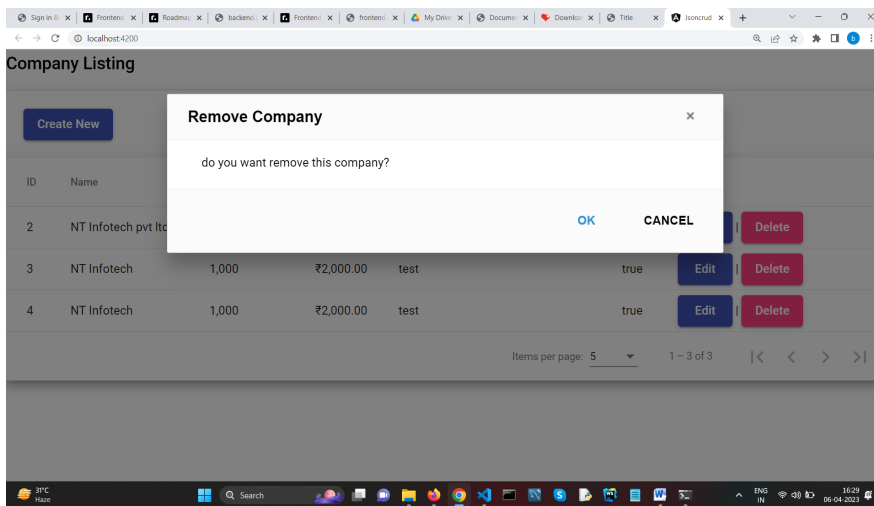 Sign in &
Frontend
Roadmap
backend
Frontend
frontend
My Drive
Documen
Downloa
Title
Jsoncrud
localhost:4200
b
Company Listing
Create New
Remove Company
×
do you want remove this company?
OK CANCEL
ID Name
2 NT Infotech pvt ltd | Delete
3 NT Infotech 1,000 ₹2,000.00 test true Edit | Delete
4 NT Infotech 1,000 ₹2,000.00 test true Edit | Delete
Items per page: 5 1 – 3 of 3
31°C
Haze
Search
ENG
IN
16:29
06-04-2023